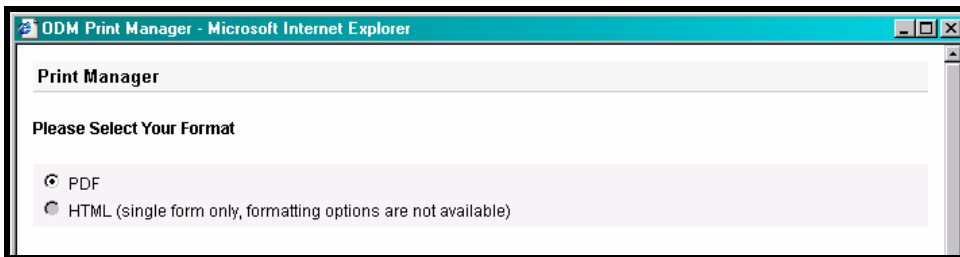 ODM Print Manager - Microsoft Internet Explorer
Print Manager
Please Select Your Format
PDF
HTML (single form only, formatting options are not available)